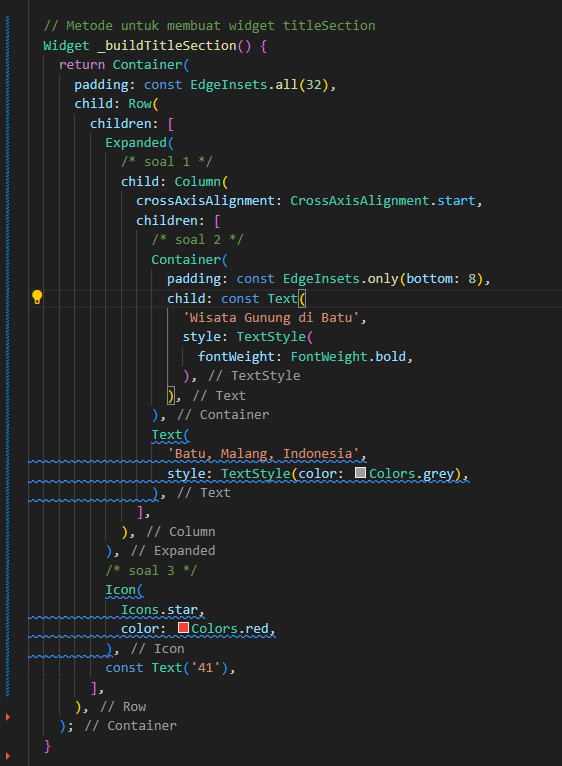 // Metode untuk membuat widget titleSection
Widget _buildTitleSection() {
  return Container(
    padding: const EdgeInsets.all(32),
    child: Row(
      children: [
        Expanded(
          /* soal 1 */
          child: Column(
            crossAxisAlignment: CrossAxisAlignment.start,
            children: [
              /* soal 2 */
              Container(
                padding: const EdgeInsets.only(bottom: 8),
                child: const Text(
                  'Wisata Gunung di Batu',
                  style: TextStyle(
                    fontWeight: FontWeight.bold,
                  ), // TextStyle
                ), // Text
              ), // Container
              Text(
                'Batu, Malang, Indonesia',
                style: TextStyle(color: Colors.grey),
              ), // Text
            ],
          ), // Column
        ), // Expanded
        /* soal 3 */
        Icon(
          Icons.star,
          color: Colors.red,
        ), // Icon
        const Text('41'),
      ],
    ), // Row
  ); // Container
}